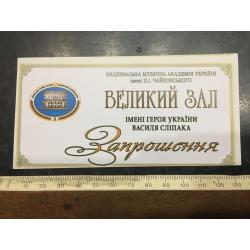 НАЦІОНАЛЬНА МУЗИЧНА АКАДЕМІЯ УКРАЇНИ
імені П.І. ЧАЙКОВСЬКОГО
ВЕЛИКИЙ ЗАЛ
ІМЕНІ ГЕРОЯ УКРАЇНИ
ВАСИЛЯ СЛІПАКА
Запрошення